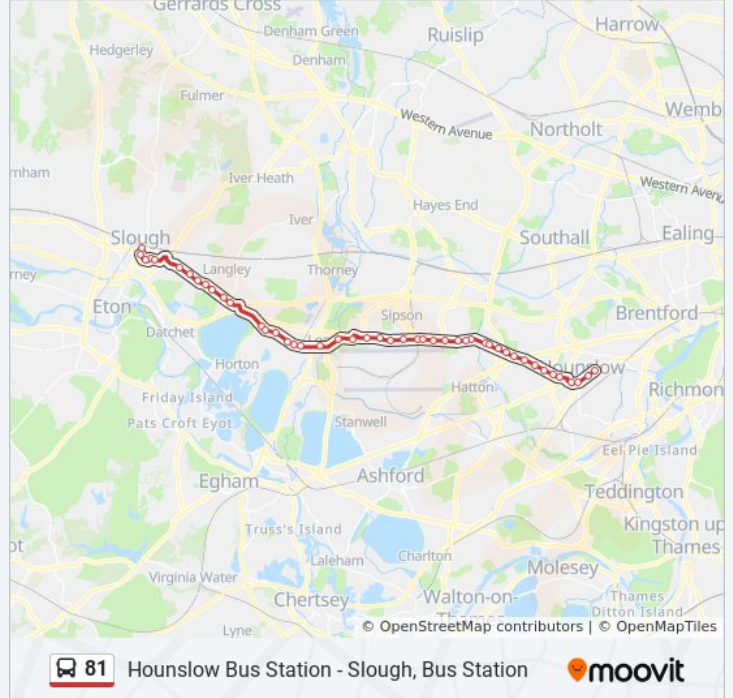 Gerrards Cross
Denham Green
Ruislip
Harrow
Hedgerley
Denham
Fulmer
Wemb
Western Avenue
Northolt
mham
Iver Heath
Western Avenu
Hayes End
Iver
Slough
Southall
Ealing
Langley
Thorney
rney
Eton
Sipson
Brentford
Datchet
Horton
Hounslow
Hatton
Richmon
Friday Island
Pats Croft Eyot
Stanwell
Eel Pie Island
Egham
Ashford
Teddington
Truss's Island
Kingston up
Thames
ot
Laleham
Charlton
Molesey
Virginia Water
Chertsey
Walton-on-
Thames
Thames
Ditton Island
Lyne
© OpenStreetMap contributors | © OpenMapTiles
81 Hounslow Bus Station - Slough, Bus Station moovit